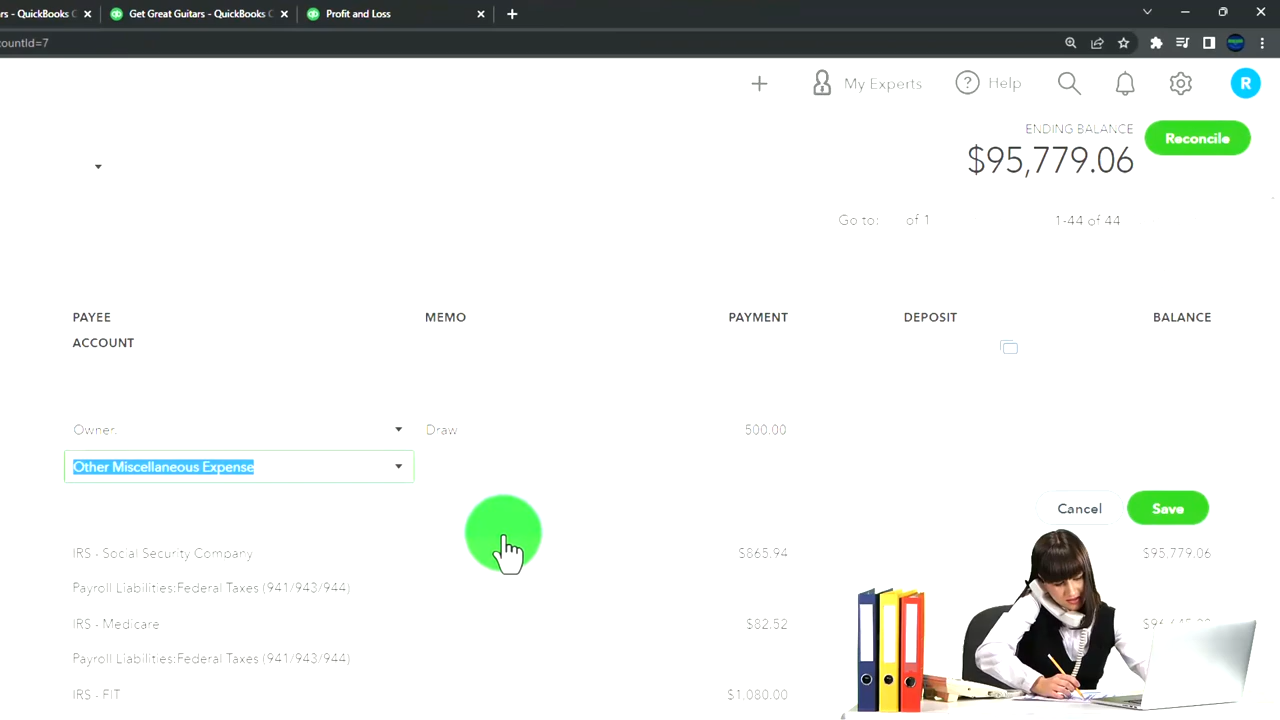 rs - QuickBooks C
Get Great Guitars - QuickBooks C
Profit and Loss
ountId=7
My Experts
Help
R
ENDING BALANCE
$95,779.06
Reconcile
Go to: of 1
1-44 of 44
PAYEE MEMO PAYMENT DEPOSIT BALANCE
ACCOUNT
Owner. Draw 500.00
Other Miscellaneous Expense
Cancel Save
IRS - Social Security Company $865.94 $95,779.06
Payroll Liabilities:Federal Taxes (941/943/944)
IRS - Medicare $82.52
Payroll Liabilities:Federal Taxes (941/943/944)
IRS - FIT $1,080.00